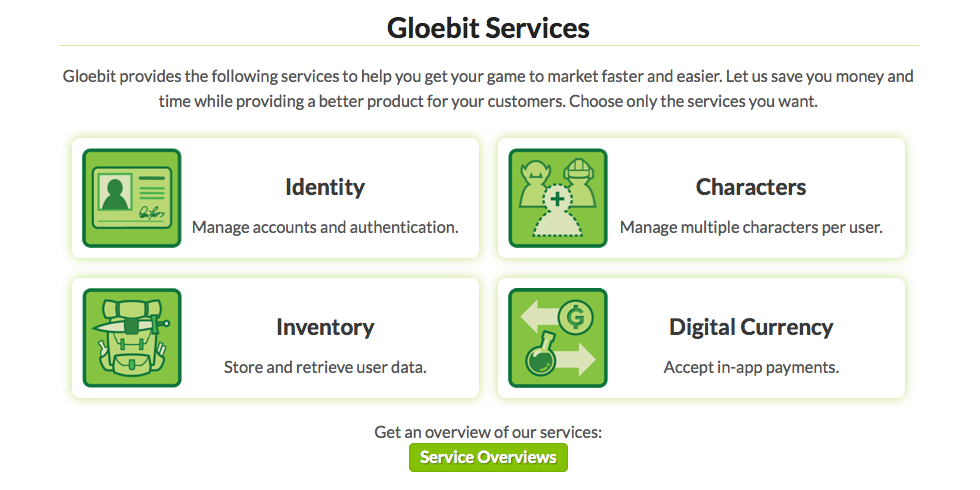 Gloebit Services
Gloebit provides the following services to help you get your game to market faster and easier. Let us save you money and
time while providing a better product for your customers. Choose only the services you want.
Identity
Manage accounts and authentication.
Characters
Manage multiple characters per user.
Inventory
Store and retrieve user data.
Digital Currency
Accept in-app payments.
Get an overview of our services:
Service Overviews